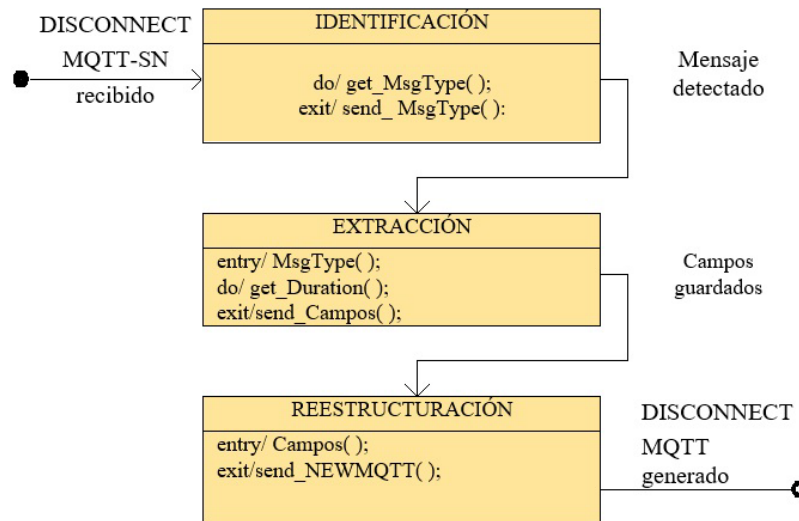 DISCONNECT
MQTT-SN
recibido
IDENTIFICACIÓN
do/ get_MsgType( );
exit/ send_ MsgType( ):
Mensaje
detectado
EXTRACCIÓN
entry/ MsgType( );
do/ get_Duration( );
exit/send_Campos( );
Campos
guardados
REESTRUCTURACIÓN
entry/ Campos( );
exit/send_NEWMQTT( );
DISCONNECT
MQTT
generado